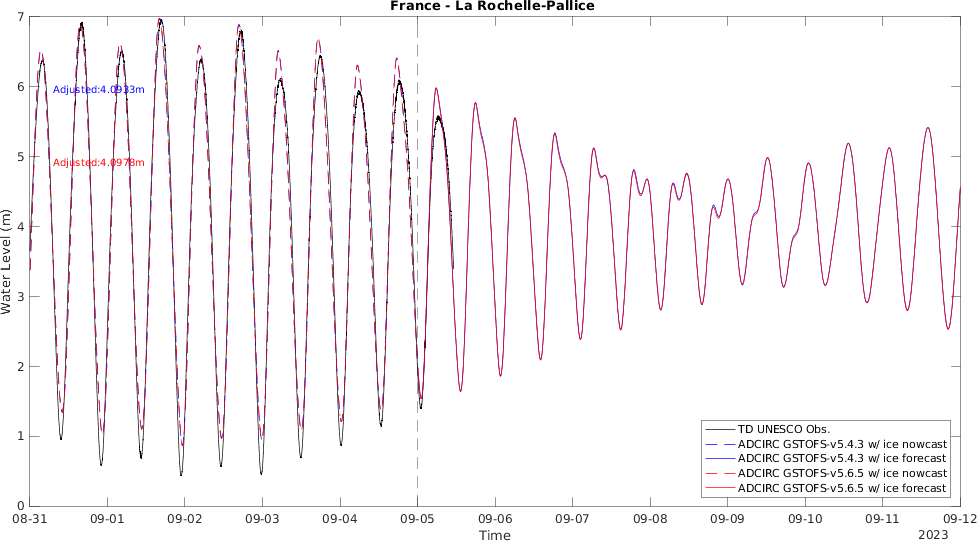 France - La Rochelle-Pallice
7
6
5
4
3
2
1
0
Water Level (m)
Adjusted:4.0933m
Adjusted:4.0978m
TD UNESCO Obs.
ADCIRC GSTOFS-v5.4.3 w/ ice nowcast
ADCIRC GSTOFS-v5.4.3 w/ ice forecast
ADCIRC GSTOFS-v5.6.5 w/ ice nowcast
ADCIRC GSTOFS-v5.6.5 w/ ice forecast
08-31 09-01 09-02 09-03 09-04 09-05 09-06 09-07 09-08 09-09 09-10 09-11 09-12
Time
2023